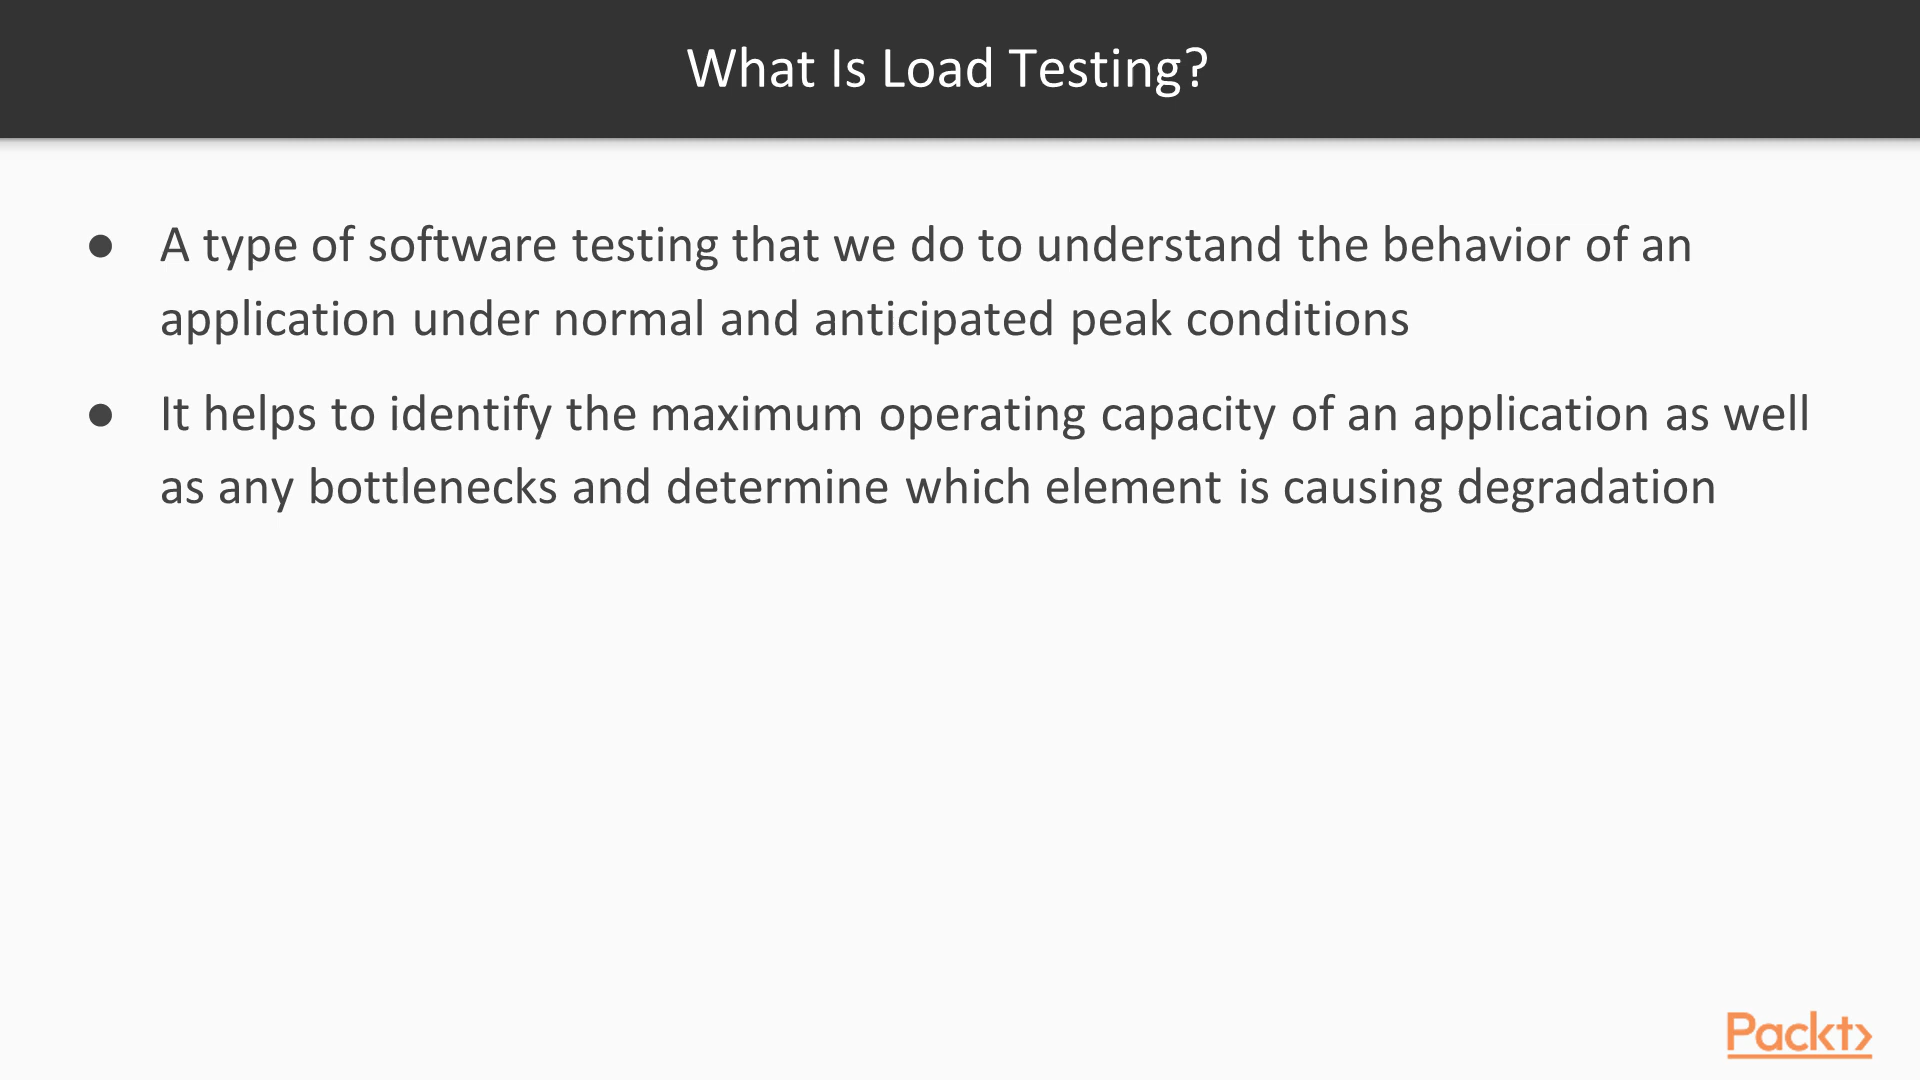 What Is Load Testing?
● A type of software testing that we do to understand the behavior of an
application under normal and anticipated peak conditions
● It helps to identify the maximum operating capacity of an application as well
as any bottlenecks and determine which element is causing degradation
Packt>